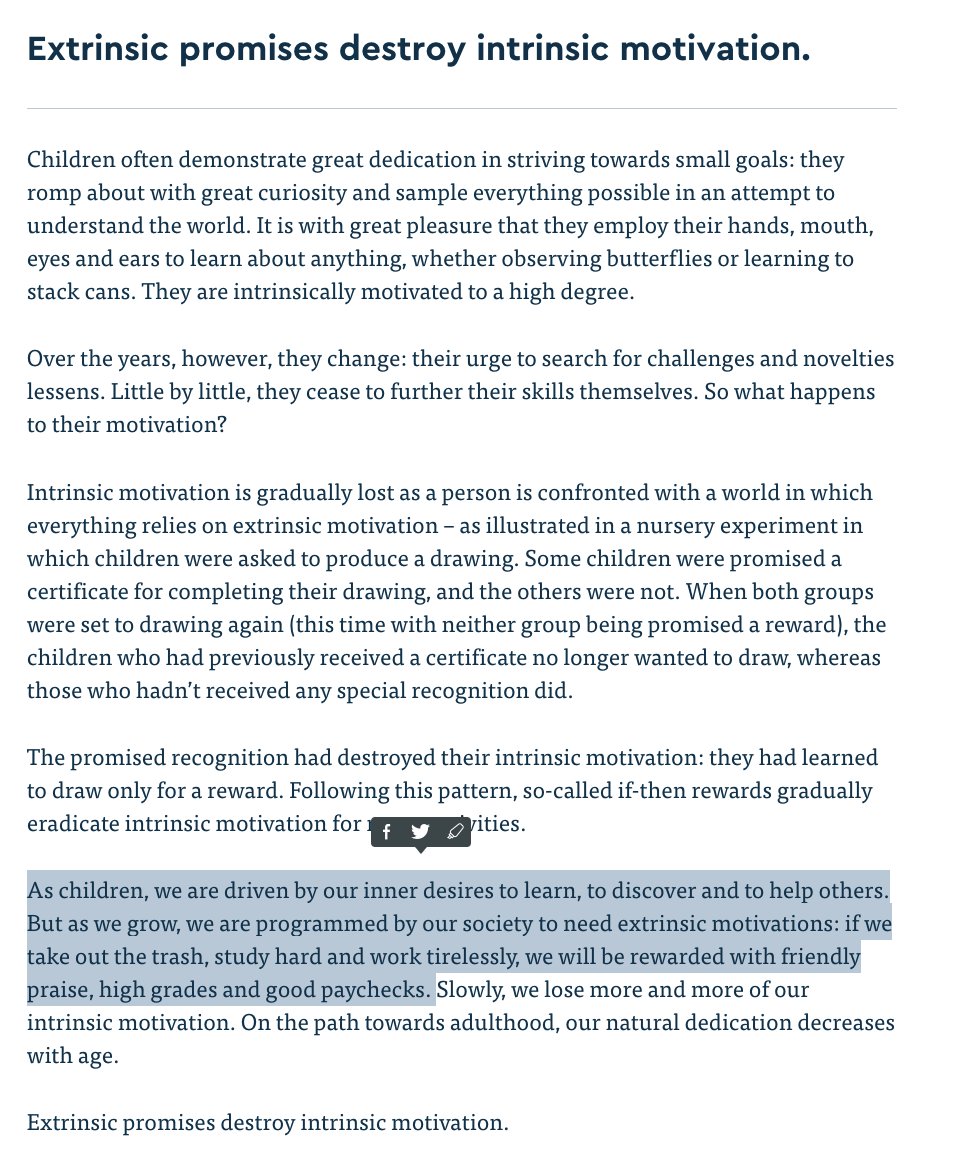 Extrinsic promises destroy intrinsic motivation.
Children often demonstrate great dedication in striving towards small goals: they
romp about with great curiosity and sample everything possible in an attempt to
understand the world. It is with great pleasure that they employ their hands, mouth,
eyes and ears to learn about anything, whether observing butterflies or learning to
stack cans. They are intrinsically motivated to a high degree.
Over the years, however, they change: their urge to search for challenges and novelties
lessens. Little by little, they cease to further their skills themselves. So what happens
to their motivation?
Intrinsic motivation is gradually lost as a person is confronted with a world in which
everything relies on extrinsic motivation – as illustrated in a nursery experiment in
which children were asked to produce a drawing. Some children were promised a
certificate for completing their drawing, and the others were not. When both groups
were set to drawing again (this time with neither group being promised a reward), the
children who had previously received a certificate no longer wanted to draw, whereas
those who hadn’t received any special recognition did.
The promised recognition had destroyed their intrinsic motivation: they had learned
to draw only for a reward. Following this pattern, so-called if-then rewards gradually
eradicate intrinsic motivation for
As children, we are driven by our inner desires to learn, to discover and to help others.
But as we grow, we are programmed by our society to need extrinsic motivations: if we
take out the trash, study hard and work tirelessly, we will be rewarded with friendly
praise, high grades and good paychecks. Slowly, we lose more and more of our
intrinsic motivation. On the path towards adulthood, our natural dedication decreases
with age.
Extrinsic promises destroy intrinsic motivation.